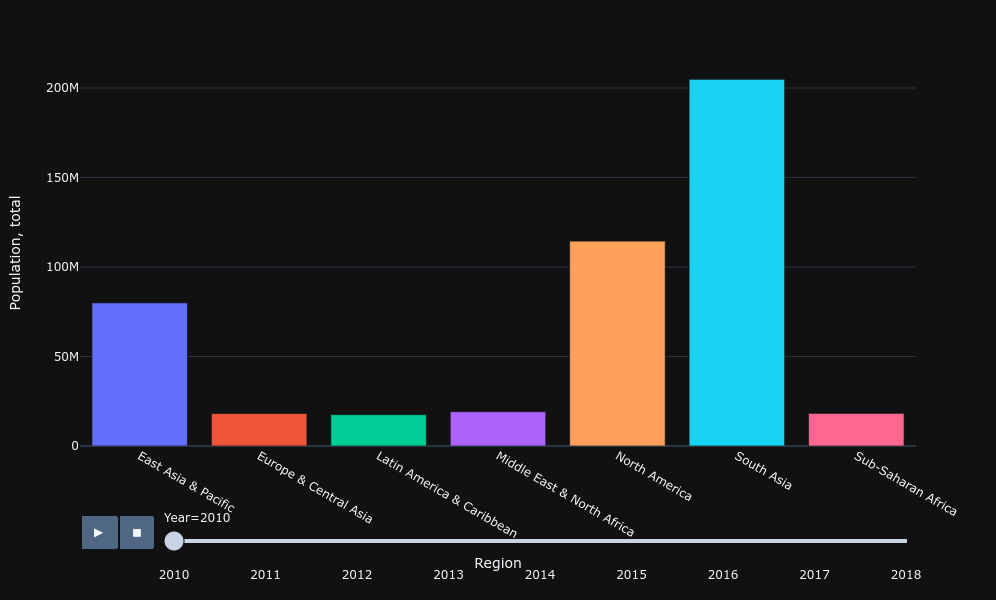 200M
150M
100M
50M
0
Population, total
East Asia & Pacific
Europe & Central Asia
Latin America & Caribbean
Middle East & North Africa
North America
South Asia
Sub-Saharan Africa
Year=2010
Region
2010 2011 2012 2013 2014 2015 2016 2017 2018